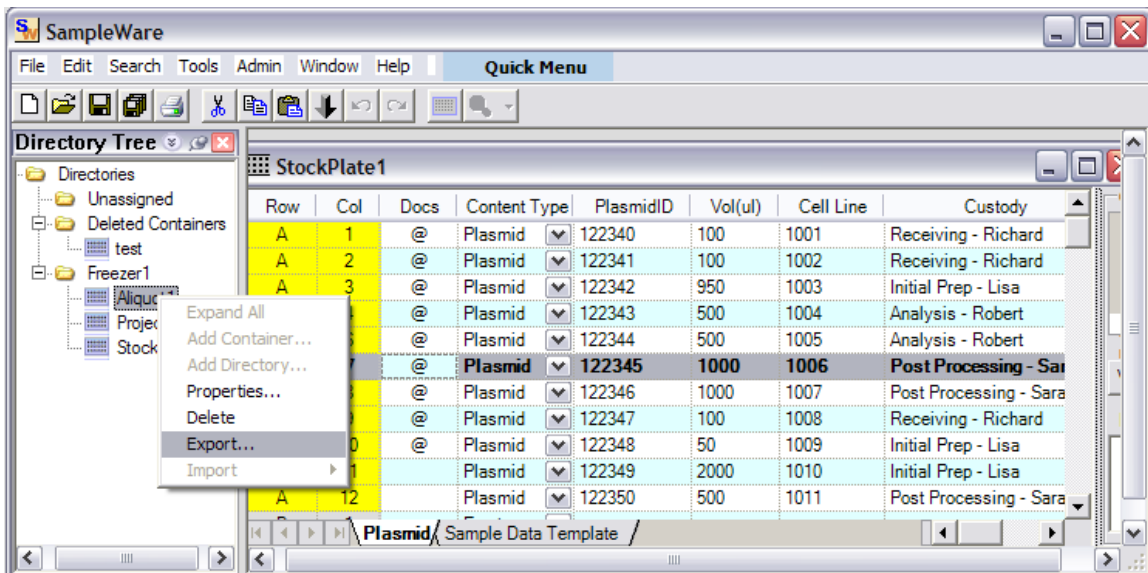 SampleWare
File Edit Search Tools Admin Window Help Quick Menu
Directory Tree
Directories
Unassigned
Deleted Containers
test
Freezer1
Aliquot1
Projec
Stock
Expand All
Add Container...
Add Directory...
Properties...
Delete
Export...
Import
StockPlate1
Row Col Docs Content Type PlasmidID Vol(ul) Cell Line Custody
A 1 @ Plasmid 122340 100 1001 Receiving - Richard
A 2 @ Plasmid 122341 100 1002 Receiving - Richard
A 3 @ Plasmid 122342 950 1003 Initial Prep - Lisa
@ Plasmid 122343 500 1004 Analysis - Robert
@ Plasmid 122344 500 1005 Analysis - Robert
7 @ Plasmid 122345 1000 1006 Post Processing - Sar
@ Plasmid 122346 1000 1007 Post Processing - Sara
@ Plasmid 122347 100 1008 Receiving - Richard
0 @ Plasmid 122348 50 1009 Initial Prep - Lisa
1 Plasmid 122349 2000 1010 Initial Prep - Lisa
A 12 Plasmid 122350 500 1011 Post Processing - Sara
Plasmid Sample Data Template